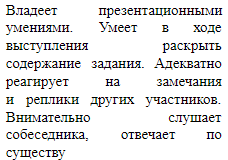 Владеет презентационными
умениями. Умеет в ходе
выступления раскрыть
содержание задания. Адекватно
реагирует на замечания
и реплики других участников.
Внимательно слушает
собеседника, отвечает по
существу